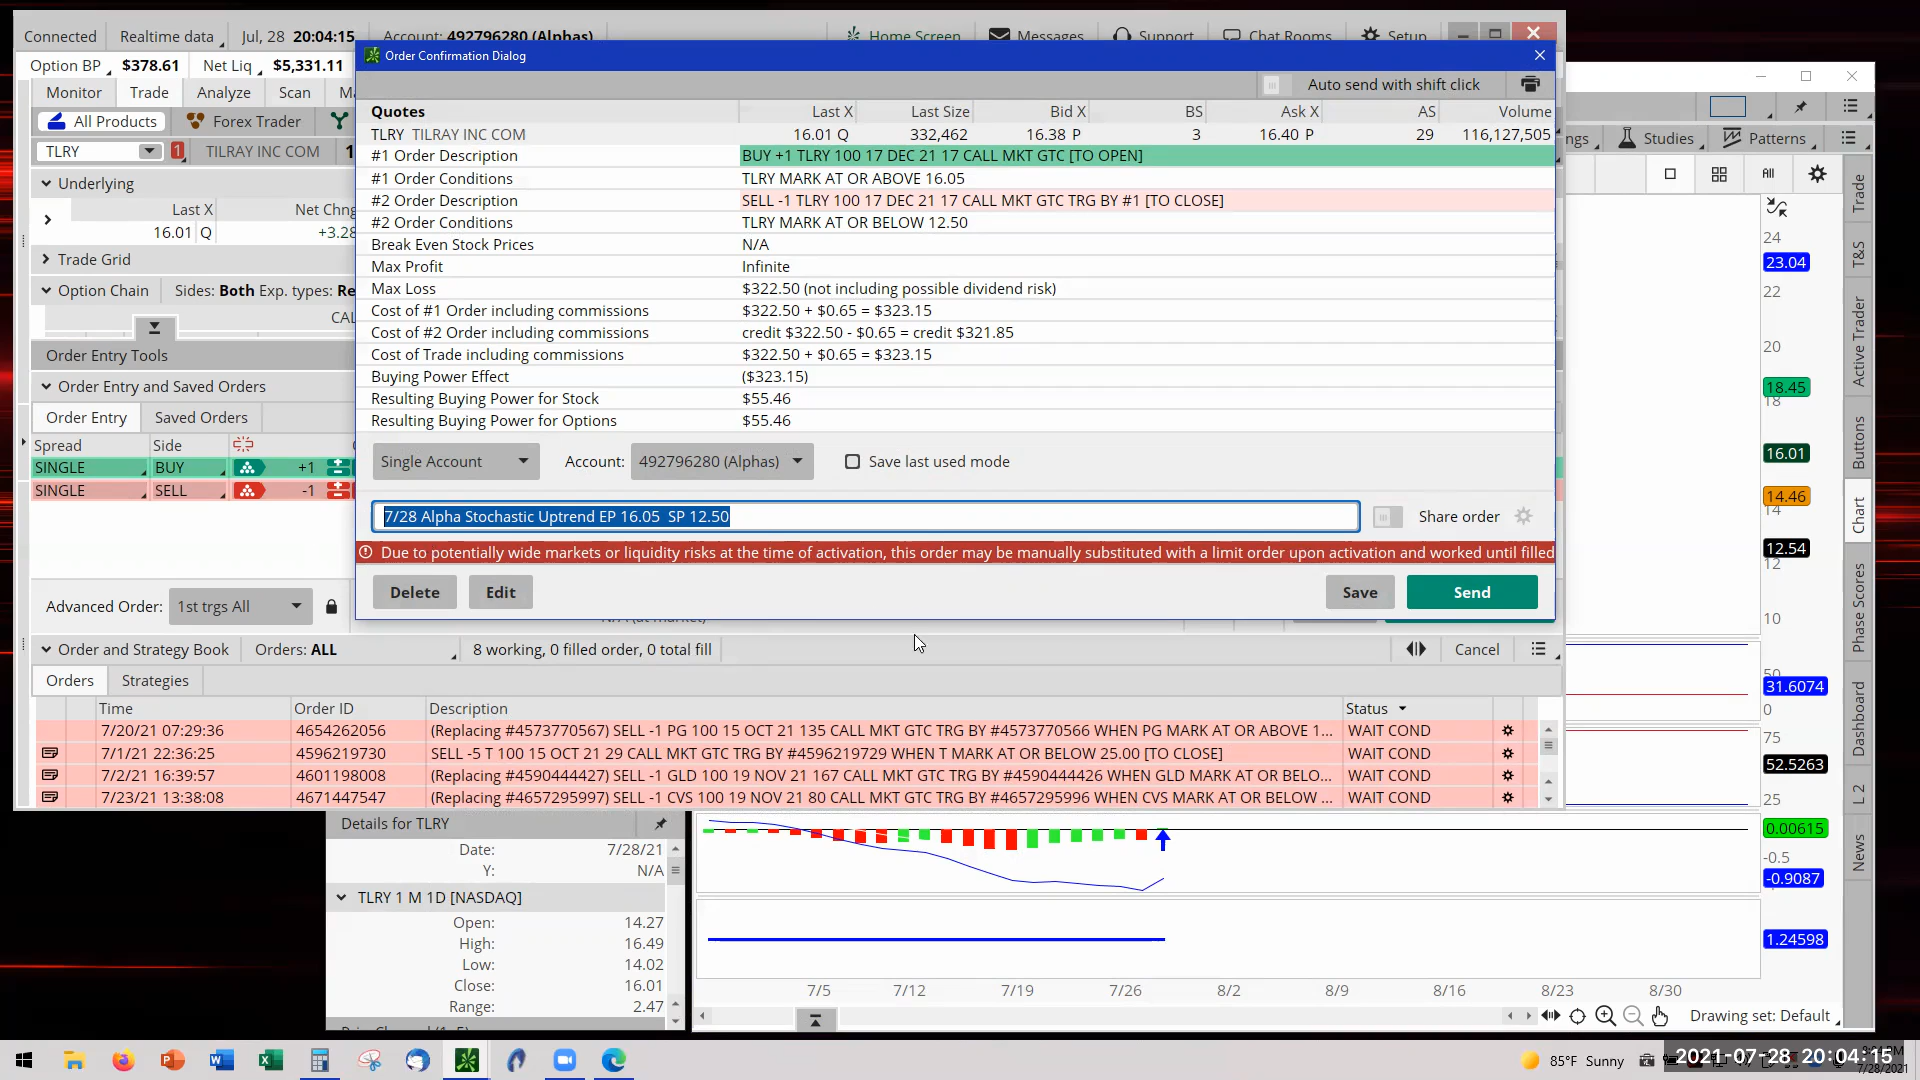 Connected Realtime data Jul, 28 20:04:15 Account: 492796280 (Alphas) Home Screen Messages Support Chat Rooms Setup
Option BP $378.61 Net Liq $5,331.11
Order Confirmation Dialog
Monitor Trade Analyze Scan
Auto send with shift click
All Products Forex Trader
Studies Patterns
TLRY 1 TILRAY INC COM
All
Quotes Last X Last Size Bid X BS Ask X AS Volume
TLRY TILRAY INC COM 16.01 Q 332,462 16.38 P 3 16.40 P 29 116,127,505
#1 Order Description BUY +1 TLRY 100 17 DEC 21 17 CALL MKT GTC [TO OPEN]
#1 Order Conditions TLRY MARK AT OR ABOVE 16.05
#2 Order Description SELL -1 TLRY 100 17 DEC 21 17 CALL MKT GTC TRG BY #1 [TO CLOSE]
#2 Order Conditions TLRY MARK AT OR BELOW 12.50
Break Even Stock Prices N/A
Max Profit Infinite
Max Loss $322.50 (not including possible dividend risk)
Cost of #1 Order including commissions $322.50 + $0.65 = $323.15
Cost of #2 Order including commissions credit $322.50 - $0.65 = credit $321.85
Cost of Trade including commissions $322.50 + $0.65 = $323.15
Buying Power Effect ($323.15)
Resulting Buying Power for Stock $55.46
Resulting Buying Power for Options $55.46
Single Account Account: 492796280 (Alphas) Save last used mode
7/28 Alpha Stochastic Uptrend EP 16.05 SP 12.50 Share order
Due to potentially wide markets or liquidity risks at the time of activation, this order may be manually substituted with a limit order upon activation and worked until filled
Delete Edit Save Send
Underlying
Last X Net Chng
16.01 Q +3.28
Trade Grid
Option Chain Sides: Both Exp. types:
Order Entry Tools
Order Entry and Saved Orders
Order Entry Saved Orders
Spread Side
SINGLE BUY +1
SINGLE SELL -1
Advanced Order: 1st trgs All
Order and Strategy Book Orders: ALL 8 working, 0 filled order, 0 total fill Cancel
Orders Strategies
Time Order ID Description Status
7/20/21 07:29:36 4654262056 (Replacing #4573770567) SELL -1 PG 100 15 OCT 21 135 CALL MKT GTC TRG BY #4573770566 WHEN PG MARK AT OR ABOVE 1... WAIT COND
7/1/21 22:36:25 4596219730 SELL -5 T 100 15 OCT 21 29 CALL MKT GTC TRG BY #4596219729 WHEN T MARK AT OR BELOW 25.00 [TO CLOSE] WAIT COND
7/2/21 16:39:57 4601198008 (Replacing #4590444427) SELL -1 GLD 100 19 NOV 21 167 CALL MKT GTC TRG BY #4590444426 WHEN GLD MARK AT OR BELO... WAIT COND
7/23/21 13:38:08 4671447547 (Replacing #4657295997) SELL -1 CVS 100 19 NOV 21 80 CALL MKT GTC TRG BY #4657295996 WHEN CVS MARK AT OR BELOW ... WAIT COND
24
23.04
22
20
18.45
18
16.01
14.46
14
12.54
12
10
50
31.6074
0
75
52.5263
25
0.00615
-0.5
-0.9087
1.24598
Trade
T&S
Active Trader
Buttons
Chart
Phase Scores
Dashboard
L 2
News
Details for TLRY
Date: 7/28/21
Y: N/A
TLRY 1 M 1D [NASDAQ]
Open: 14.27
High: 16.49
Low: 14.02
Close: 16.01
Range: 2.47
7/5 7/12 7/19 7/26 8/2 8/9 8/16 8/23 8/30
Drawing set: Default
85°F Sunny
2021-07-28 20:04:15